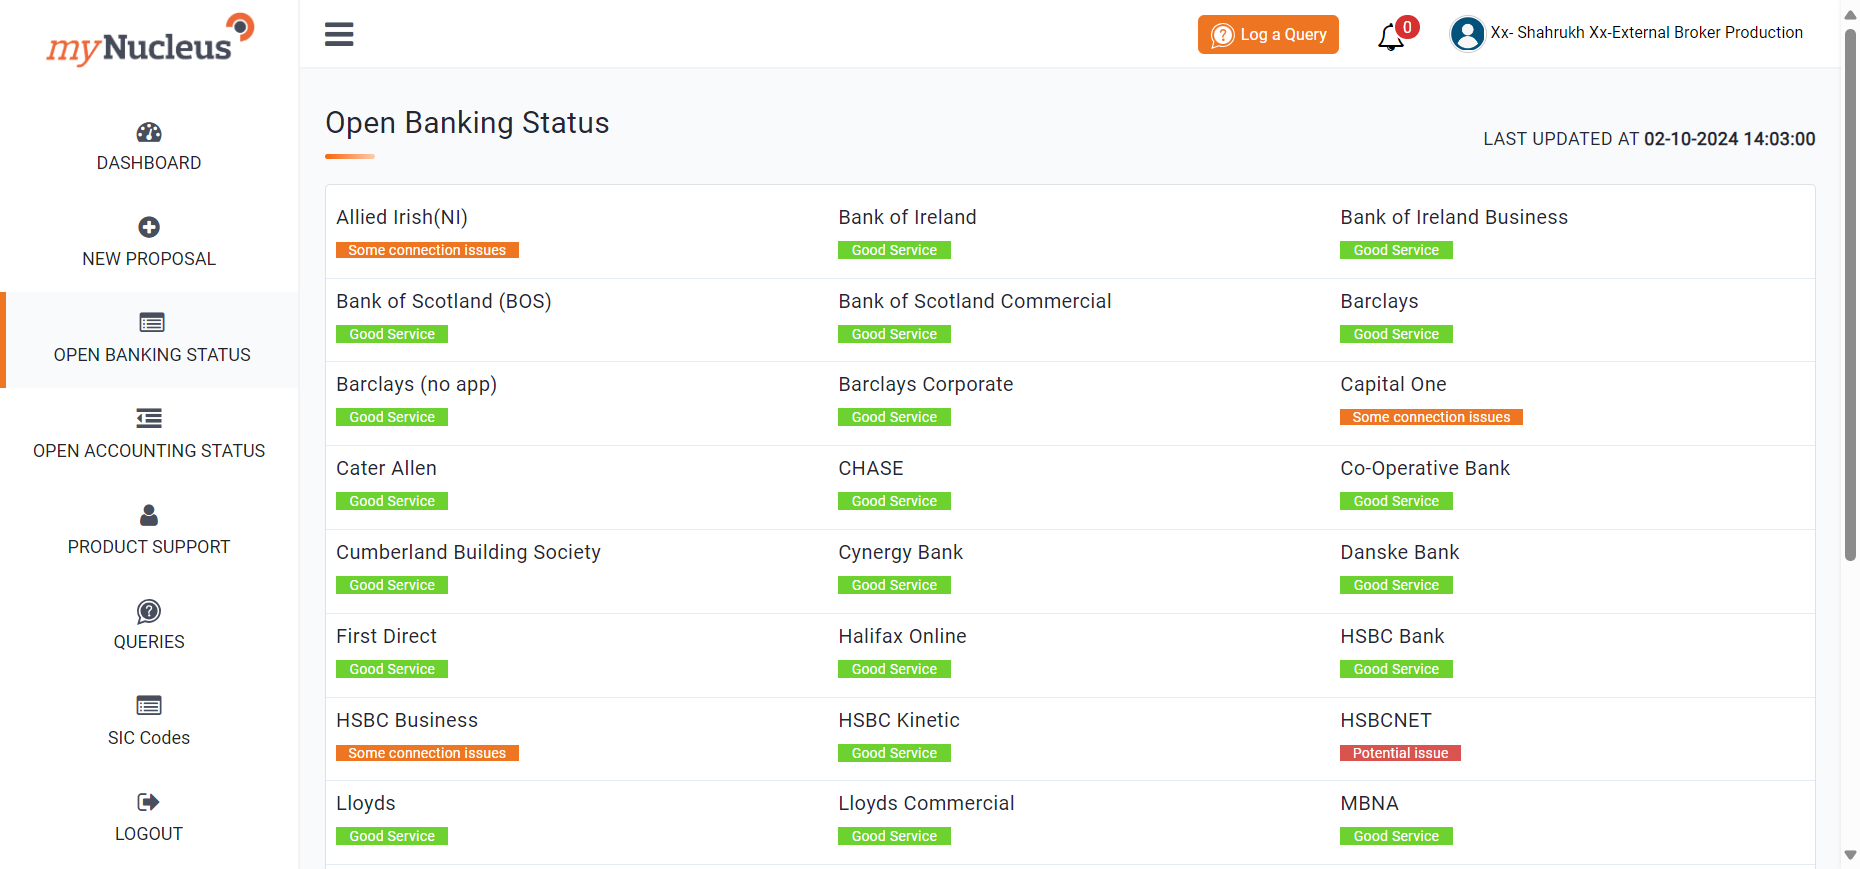 myNucleus
Log a Query
0
Xx- Shahrukh Xx-External Broker Production
DASHBOARD
NEW PROPOSAL
OPEN BANKING STATUS
OPEN ACCOUNTING STATUS
PRODUCT SUPPORT
QUERIES
SIC Codes
LOGOUT
Open Banking Status
LAST UPDATED AT 02-10-2024 14:03:00
Allied Irish(NI)
Some connection issues
Bank of Ireland
Good Service
Bank of Ireland Business
Good Service
Bank of Scotland (BOS)
Good Service
Bank of Scotland Commercial
Good Service
Barclays
Good Service
Barclays (no app)
Good Service
Barclays Corporate
Good Service
Capital One
Some connection issues
Cater Allen
Good Service
CHASE
Good Service
Co-Operative Bank
Good Service
Cumberland Building Society
Good Service
Cynergy Bank
Good Service
Danske Bank
Good Service
First Direct
Good Service
Halifax Online
Good Service
HSBC Bank
Good Service
HSBC Business
Some connection issues
HSBC Kinetic
Good Service
HSBCNET
Potential issue
Lloyds
Good Service
Lloyds Commercial
Good Service
MBNA
Good Service